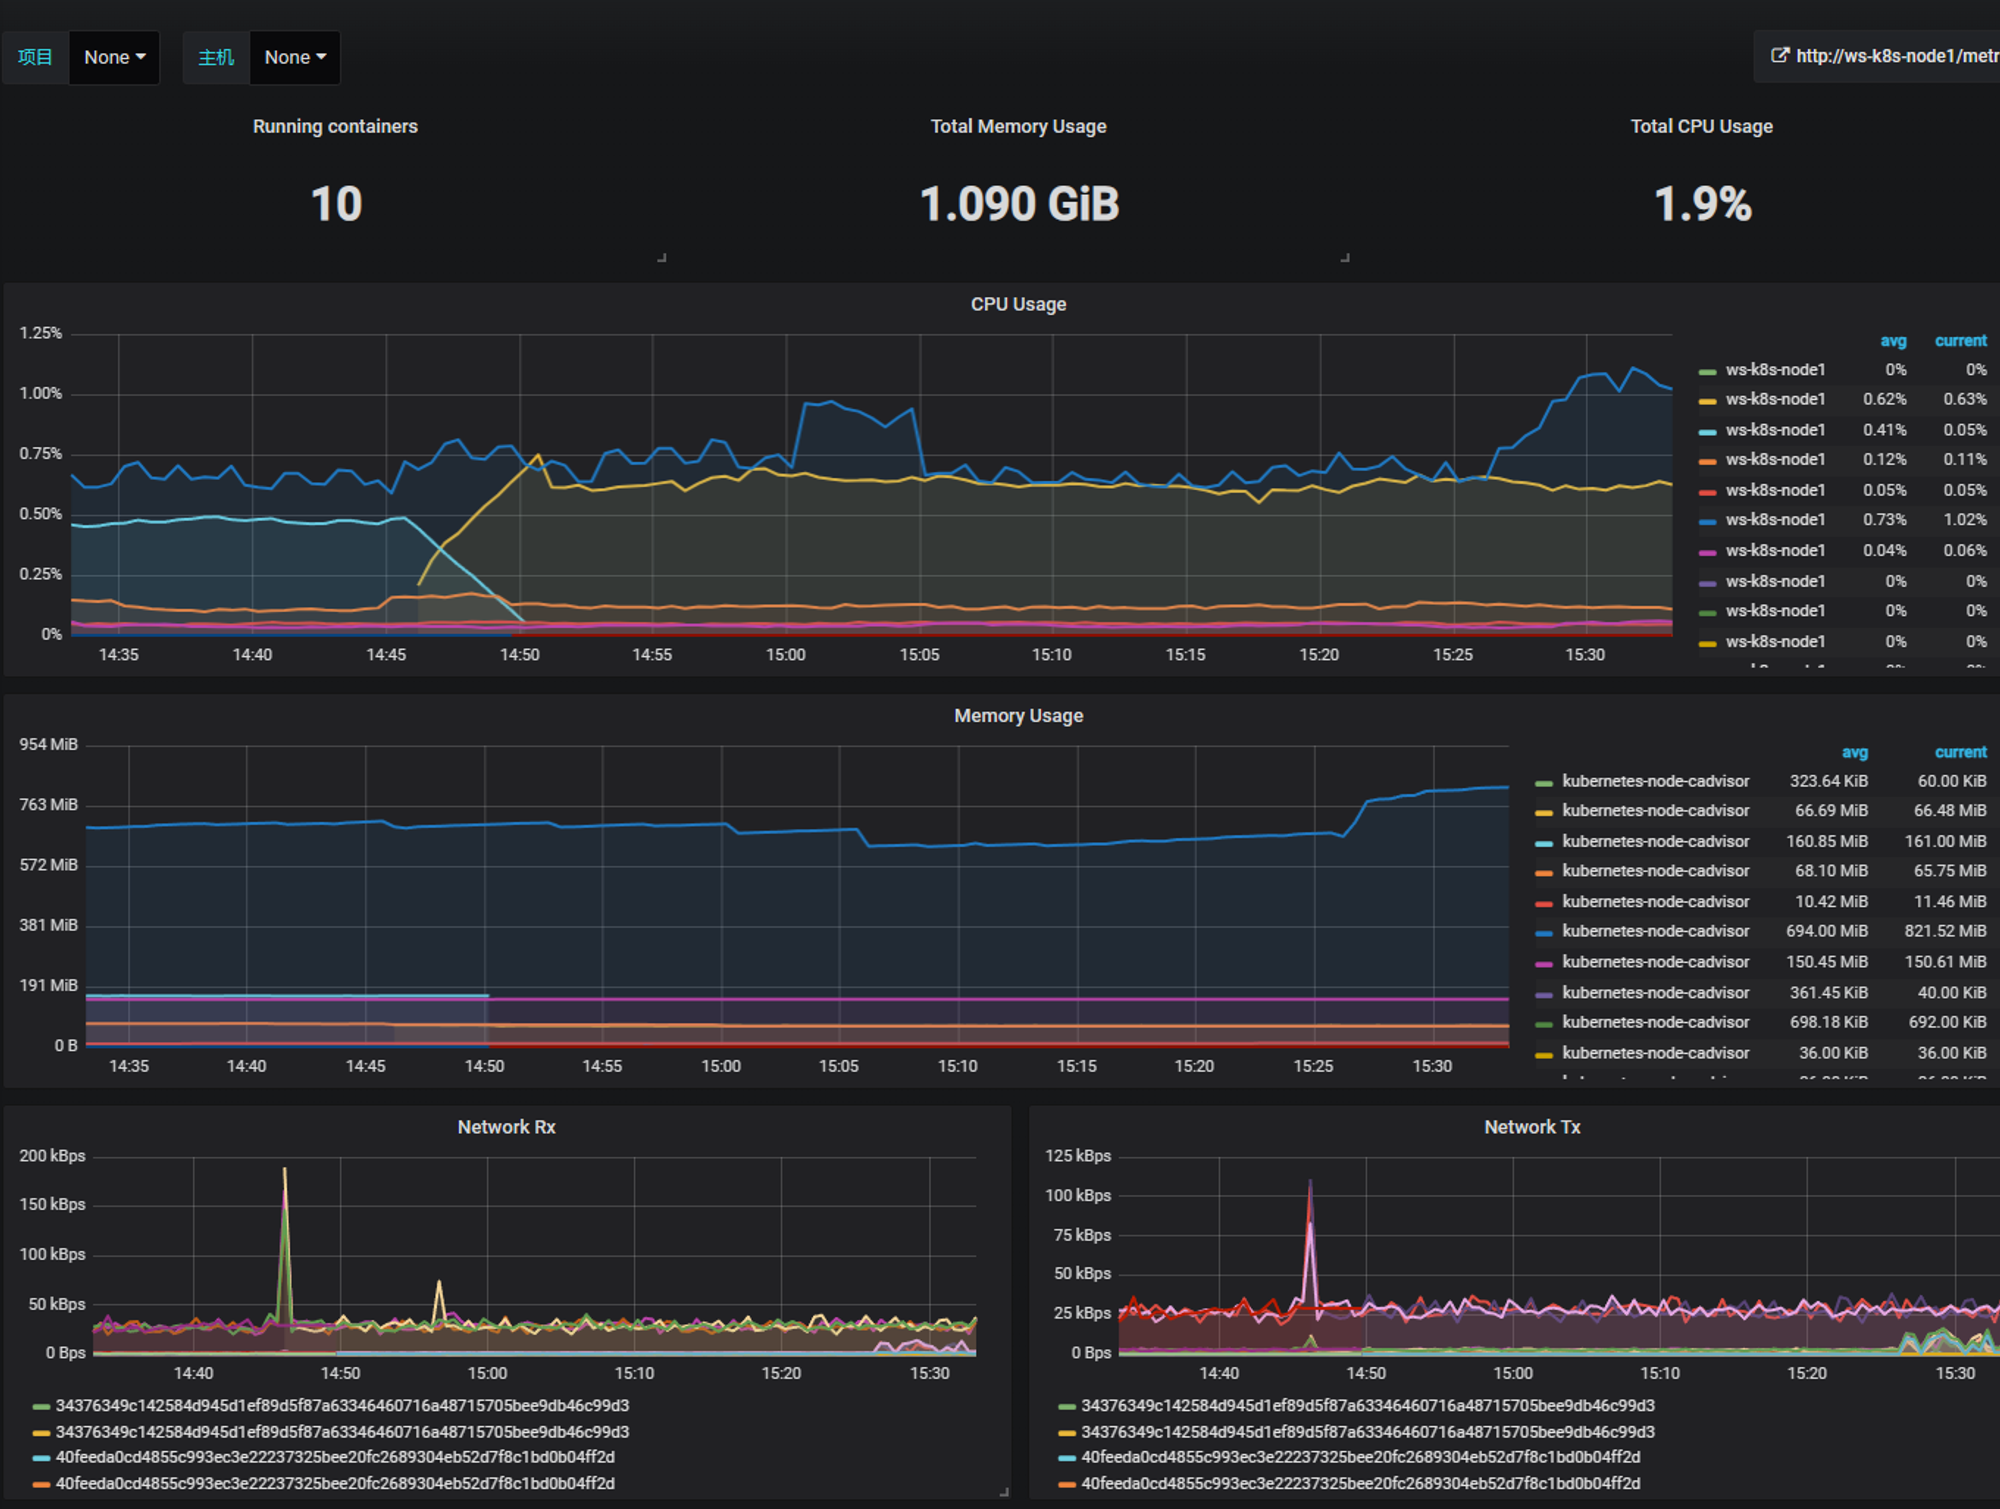 项目 None 主机 None http://ws-k8s-node1/metr
Running containers
10
Total Memory Usage
1.090 GiB
Total CPU Usage
1.9%
CPU Usage
1.25%
1.00%
0.75%
0.50%
0.25%
0%
14:35 14:40 14:45 14:50 14:55 15:00 15:05 15:10 15:15 15:20 15:25 15:30
avg current
ws-k8s-node1 0% 0%
ws-k8s-node1 0.62% 0.63%
ws-k8s-node1 0.41% 0.05%
ws-k8s-node1 0.12% 0.11%
ws-k8s-node1 0.05% 0.05%
ws-k8s-node1 0.73% 1.02%
ws-k8s-node1 0.04% 0.06%
ws-k8s-node1 0% 0%
ws-k8s-node1 0% 0%
ws-k8s-node1 0% 0%
Memory Usage
954 MiB
763 MiB
572 MiB
381 MiB
191 MiB
0 B
14:35 14:40 14:45 14:50 14:55 15:00 15:05 15:10 15:15 15:20 15:25 15:30
avg current
kubernetes-node-cadvisor 323.64 KiB 60.00 KiB
kubernetes-node-cadvisor 66.69 MiB 66.48 MiB
kubernetes-node-cadvisor 160.85 MiB 161.00 MiB
kubernetes-node-cadvisor 68.10 MiB 65.75 MiB
kubernetes-node-cadvisor 10.42 MiB 11.46 MiB
kubernetes-node-cadvisor 694.00 MiB 821.52 MiB
kubernetes-node-cadvisor 150.45 MiB 150.61 MiB
kubernetes-node-cadvisor 361.45 KiB 40.00 KiB
kubernetes-node-cadvisor 698.18 KiB 692.00 KiB
kubernetes-node-cadvisor 36.00 KiB 36.00 KiB
Network Rx
200 kBps
150 kBps
100 kBps
50 kBps
0 Bps
14:40 14:50 15:00 15:10 15:20 15:30
34376349c142584d945d1ef89d5f87a63346460716a48715705bee9db46c99d3
34376349c142584d945d1ef89d5f87a63346460716a48715705bee9db46c99d3
40feeda0cd4855c993ec3e22237325bee20fc2689304eb52d7f8c1bd0b04ff2d
40feeda0cd4855c993ec3e22237325bee20fc2689304eb52d7f8c1bd0b04ff2d
Network Tx
125 kBps
100 kBps
75 kBps
50 kBps
25 kBps
0 Bps
14:40 14:50 15:00 15:10 15:20 15:30
34376349c142584d945d1ef89d5f87a63346460716a48715705bee9db46c99d3
34376349c142584d945d1ef89d5f87a63346460716a48715705bee9db46c99d3
40feeda0cd4855c993ec3e22237325bee20fc2689304eb52d7f8c1bd0b04ff2d
40feeda0cd4855c993ec3e22237325bee20fc2689304eb52d7f8c1bd0b04ff2d